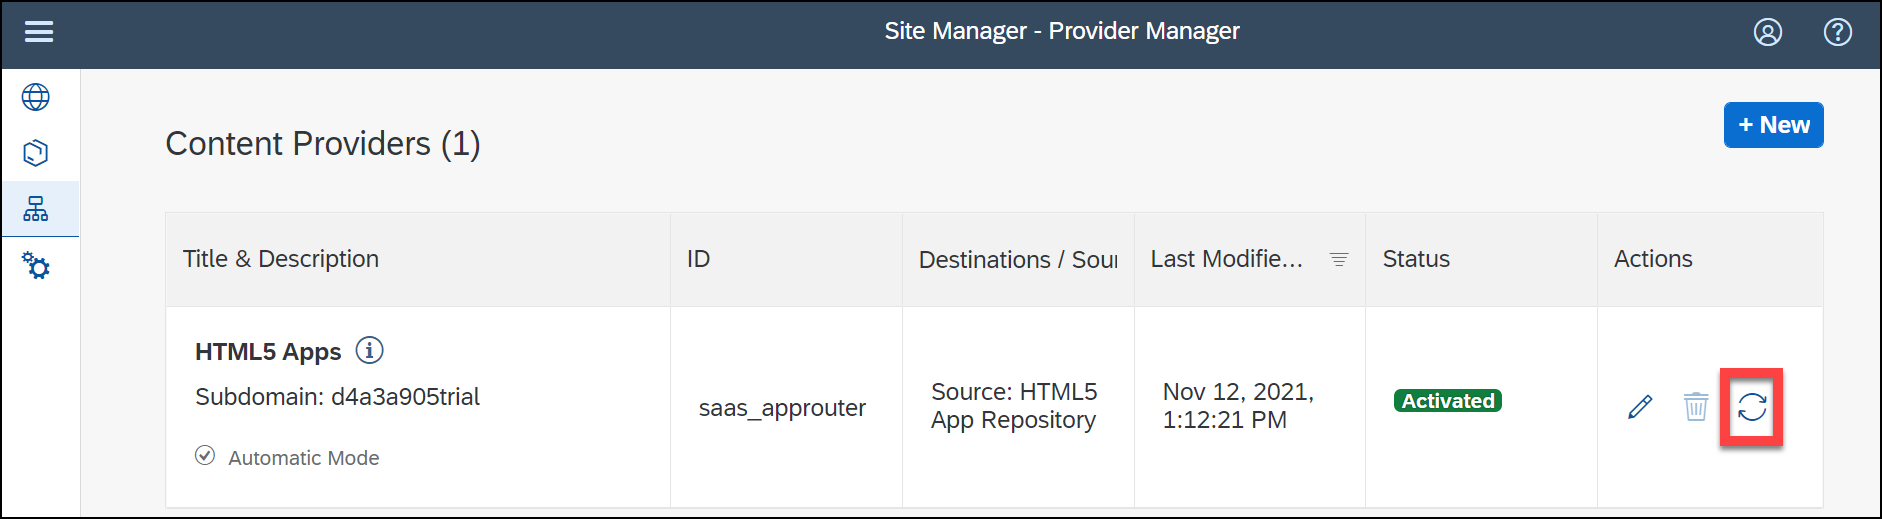 Site Manager - Provider Manager
Content Providers (1)
+ New
Title & Description
ID
Destinations / Sour
Last Modifie...
Status
Actions
HTML5 Apps
Subdomain: d4a3a905trial
Automatic Mode
saas_approuter
Source: HTML5
App Repository
Nov 12, 2021,
1:12:21 PM
Activated